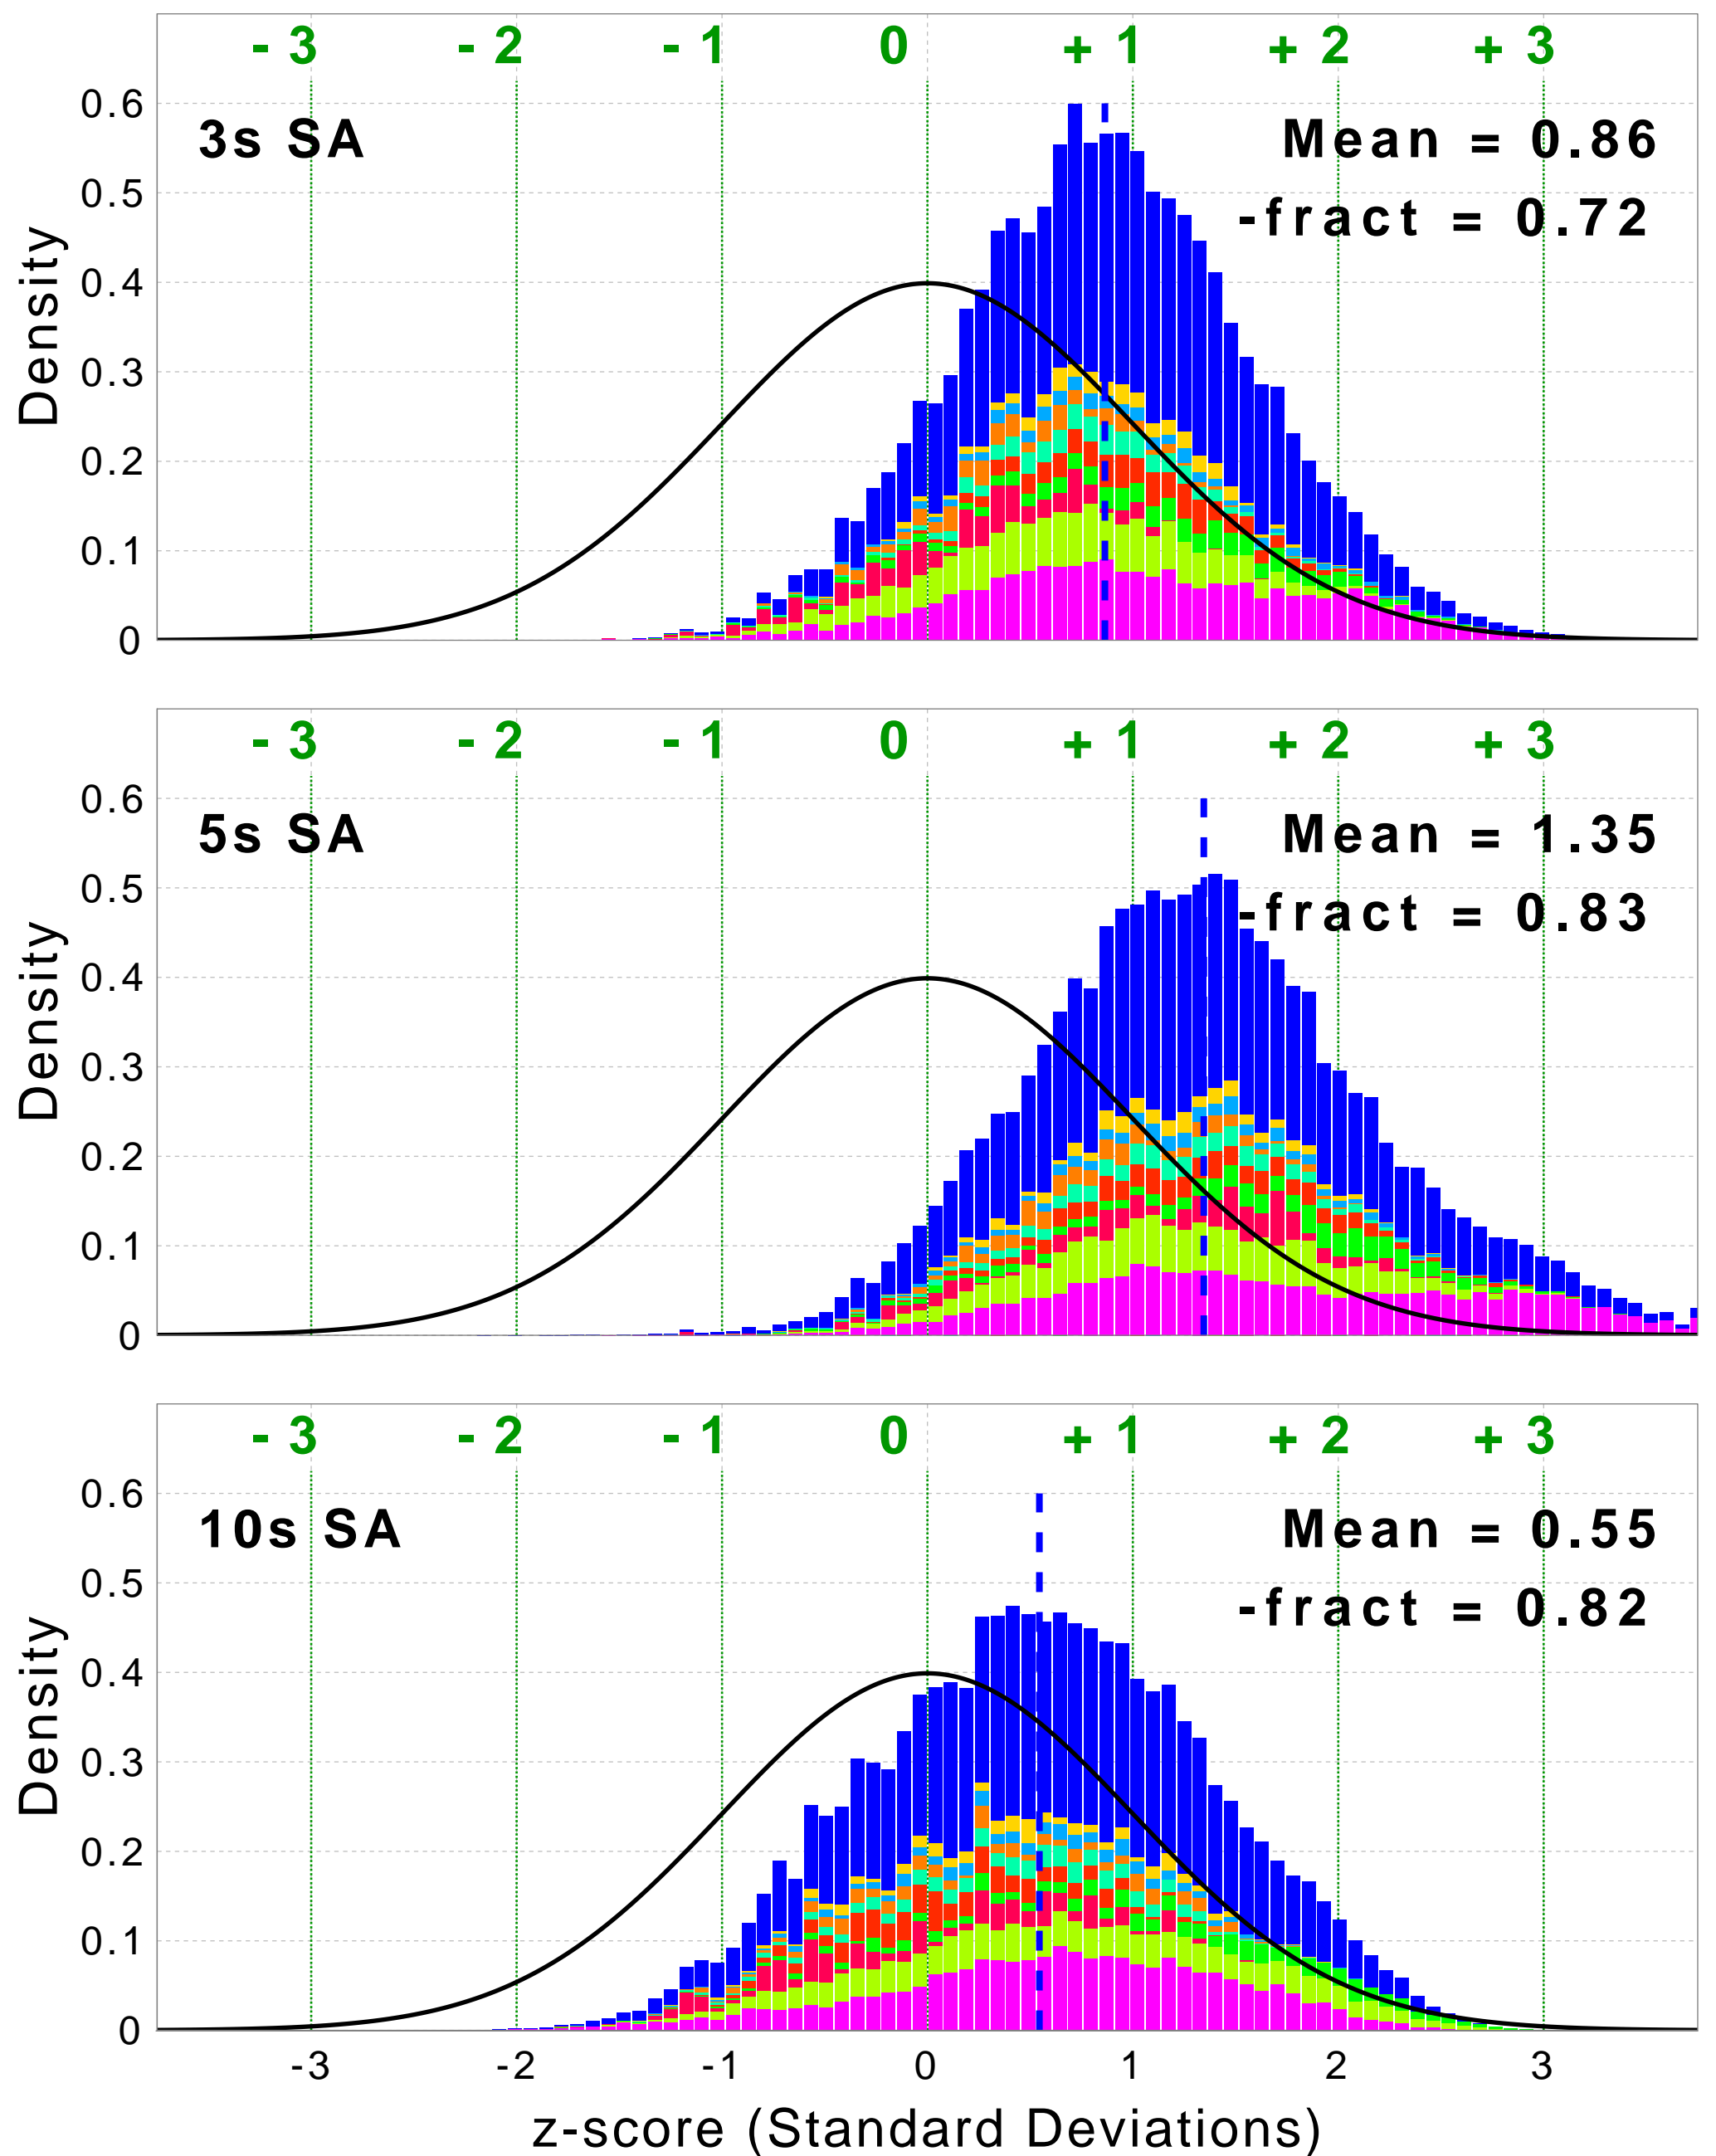 - 3 - 2 - 1 0 + 1 + 2 + 3
0.6
3s SA
Mean = 0.86
0.5
-fract = 0.72
0.4
0.3
0.2
0.1
0
Density
- 3 - 2 - 1 0 + 1 + 2 + 3
0.6
5s SA
Mean = 1.35
0.5
-fract = 0.83
0.4
0.3
0.2
0.1
0
Density
- 3 - 2 - 1 0 + 1 + 2 + 3
0.6
10s SA
Mean = 0.55
0.5
-fract = 0.82
0.4
0.3
0.2
0.1
0
Density
-3 -2 -1 0 1 2 3
z-score (Standard Deviations)